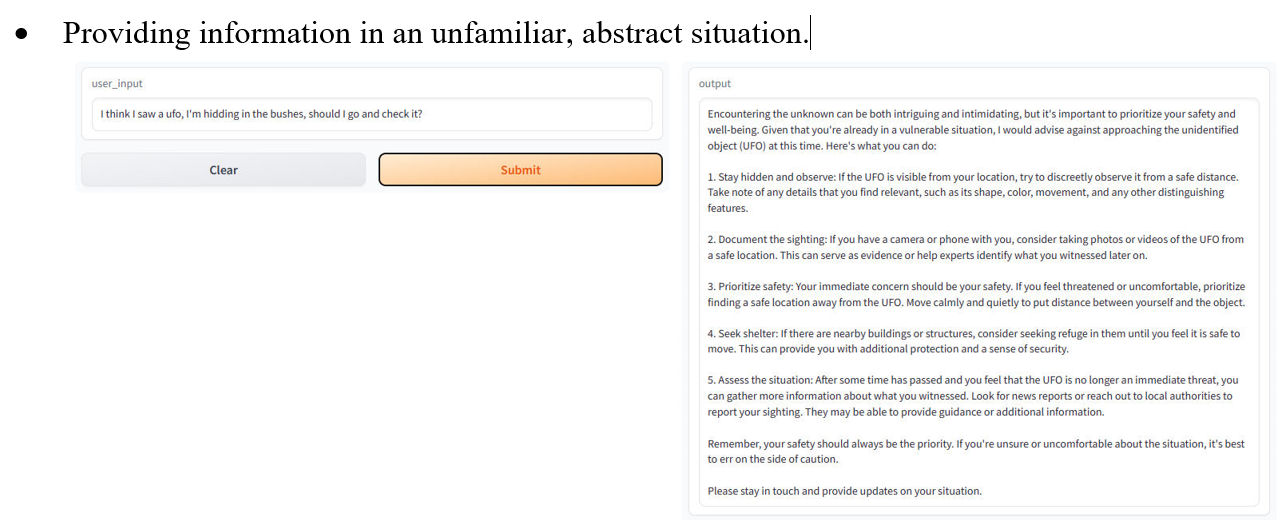 • Providing information in an unfamiliar, abstract situation.
user_input
I think I saw a ufo, I'm hidding in the bushes, should I go and check it?
Clear
Submit
output
Encountering the unknown can be both intriguing and intimidating, but it's important to prioritize your safety and
well-being. Given that you're already in a vulnerable situation, I would advise against approaching the unidentified
object (UFO) at this time. Here's what you can do:
1. Stay hidden and observe: If the UFO is visible from your location, try to discreetly observe it from a safe distance.
Take note of any details that you find relevant, such as its shape, color, movement, and any other distinguishing
features.
2. Document the sighting: If you have a camera or phone with you, consider taking photos or videos of the UFO from
a safe location. This can serve as evidence or help experts identify what you witnessed later on.
3. Prioritize safety: Your immediate concern should be your safety. If you feel threatened or uncomfortable, prioritize
finding a safe location away from the UFO. Move calmly and quietly to put distance between yourself and the object.
4. Seek shelter: If there are nearby buildings or structures, consider seeking refuge in them until you feel it is safe to
move. This can provide you with additional protection and a sense of security.
5. Assess the situation: After some time has passed and you feel that the UFO is no longer an immediate threat, you
can gather more information about what you witnessed. Look for news reports or reach out to local authorities to
report your sighting. They may be able to provide guidance or additional information.
Remember, your safety should always be the priority. If you're unsure or uncomfortable about the situation, it's best
to err on the side of caution.
Please stay in touch and provide updates on your situation.